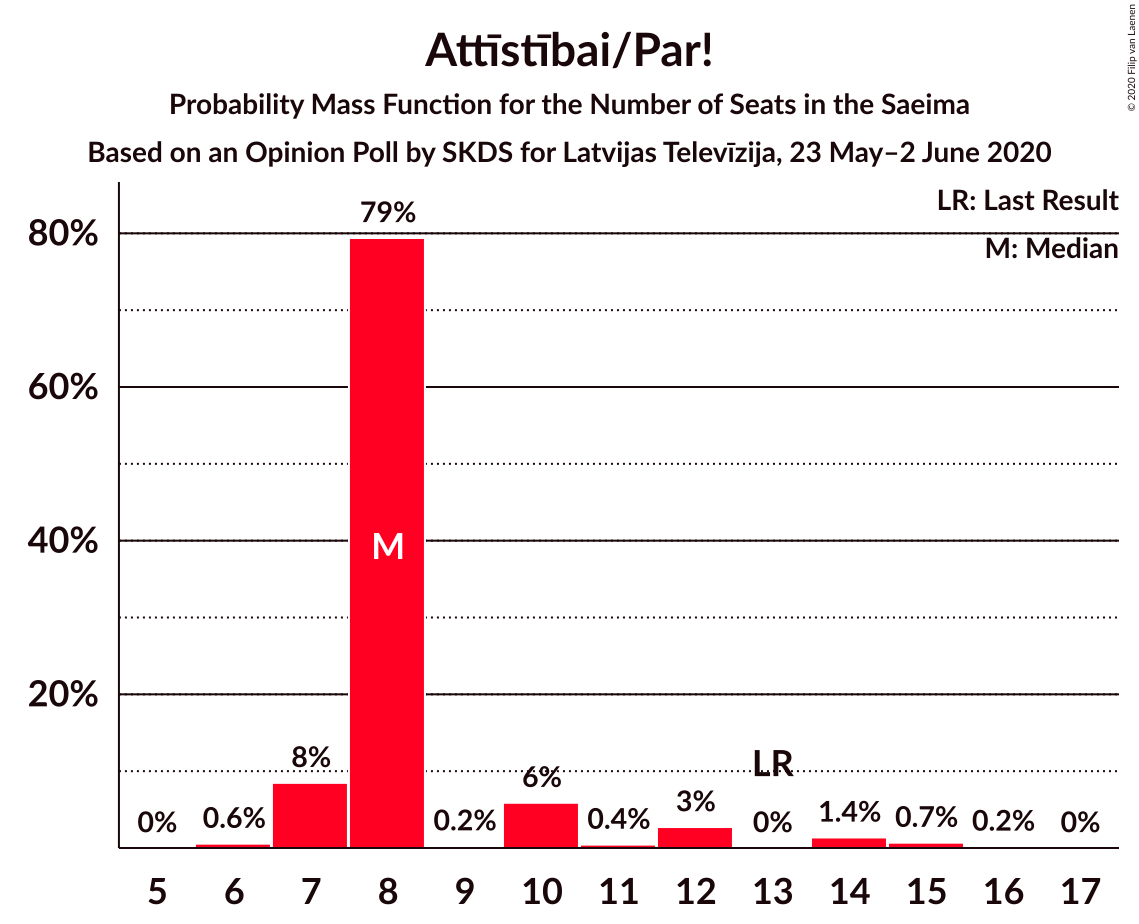 Attīstībai/Par!
Probability Mass Function for the Number of Seats in the Saeima
Based on an Opinion Poll by SKDS for Latvijas Televīzija, 23 May–2 June 2020
© 2020 Filip van Laenen
LR: Last Result
M: Median
80%
60%
40%
20%
0%
0.6%
8%
79%
M
0.2%
6%
0.4%
3%
LR
0%
1.4%
0.7%
0.2%
0%
5 6 7 8 9 10 11 12 13 14 15 16 17